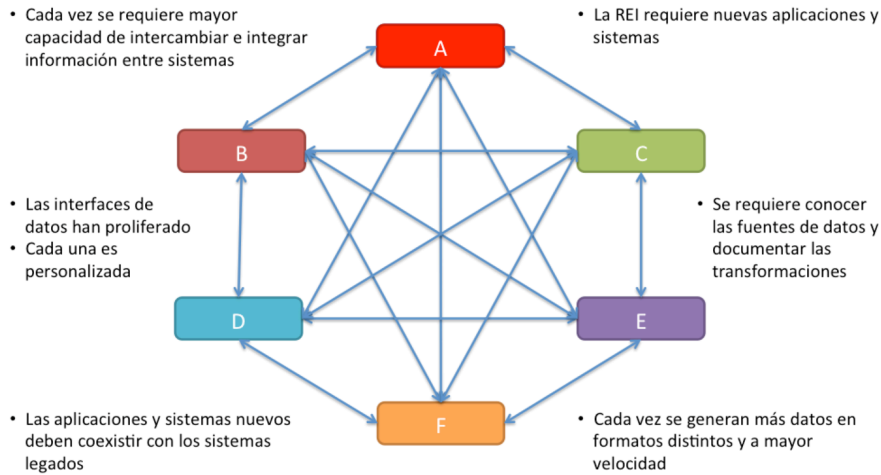 • Cada vez se requiere mayor
capacidad de intercambiar e integrar
información entre sistemas
• La REI requiere nuevas aplicaciones y
sistemas
A
B
C
• Las interfaces de
datos han proliferado
• Cada una es
personalizada
• Se requiere conocer
las fuentes de datos y
documentar las
transformaciones
D
E
F
• Las aplicaciones y sistemas nuevos
deben coexistir con los sistemas
legados
• Cada vez se generan más datos en
formatos distintos y a mayor
velocidad